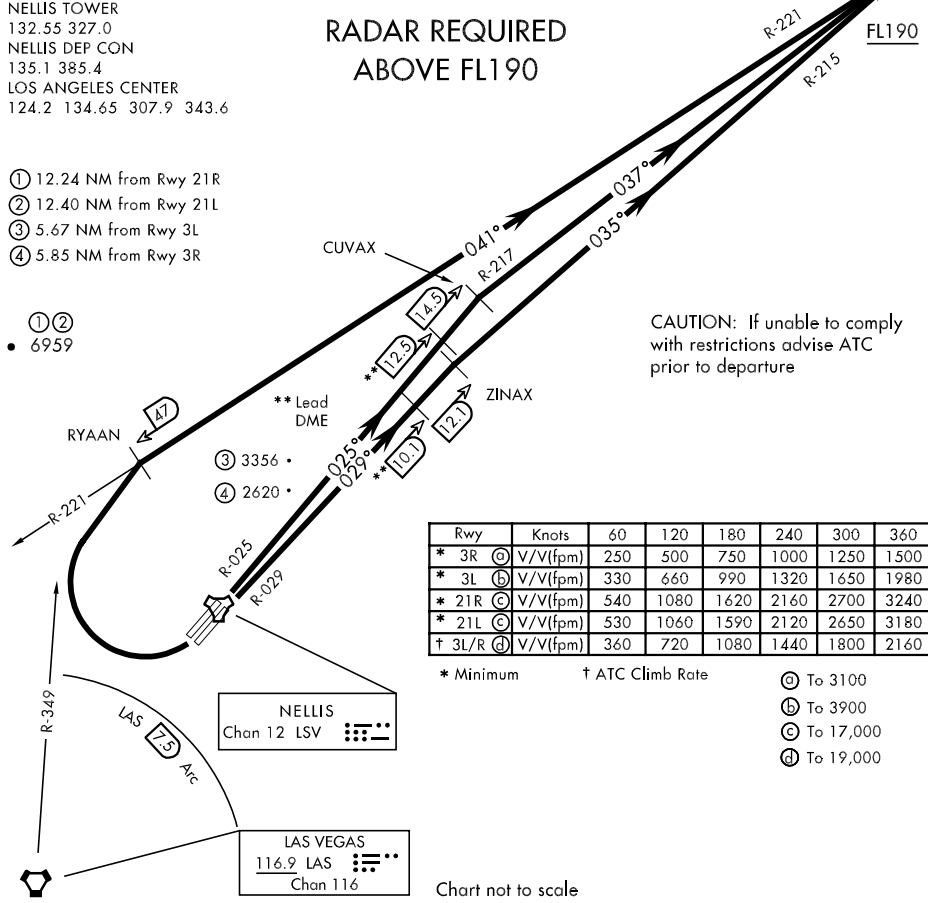 NELLIS TOWER
132.55 327.0
NELLIS DEP CON
135.1 385.4
LOS ANGELES CENTER
124.2 134.65 307.9 343.6
RADAR REQUIRED
ABOVE FL190
R-221
FL190
R-215
① 12.24 NM from Rwy 21R
② 12.40 NM from Rwy 21L
③ 5.67 NM from Rwy 3L
④ 5.85 NM from Rwy 3R
①②
6959
037°
035°
041°
CUVAX
R-217
14.5
** 12.5
CAUTION: If unable to comply
with restrictions advise ATC
prior to departure
ZINAX
12.1
** 10.1
** Lead
DME
47
RYAAN
③ 3356
④ 2620
025°
029°
R-221
R-025
R-029
Rwy Knots 60 120 180 240 300 360
* 3R ⓐ V/V(fpm) 250 500 750 1000 1250 1500
* 3L ⓑ V/V(fpm) 330 660 990 1320 1650 1980
* 21R ⓒ V/V(fpm) 540 1080 1620 2160 2700 3240
* 21L ⓒ V/V(fpm) 530 1060 1590 2120 2650 3180
† 3L/R ⓓ V/V(fpm) 360 720 1080 1440 1800 2160
* Minimum † ATC Climb Rate
ⓐ To 3100
ⓑ To 3900
ⓒ To 17,000
ⓓ To 19,000
R-349
LAS 7.5 Arc
NELLIS
Chan 12 LSV
LAS VEGAS
116.9 LAS
Chan 116
Chart not to scale